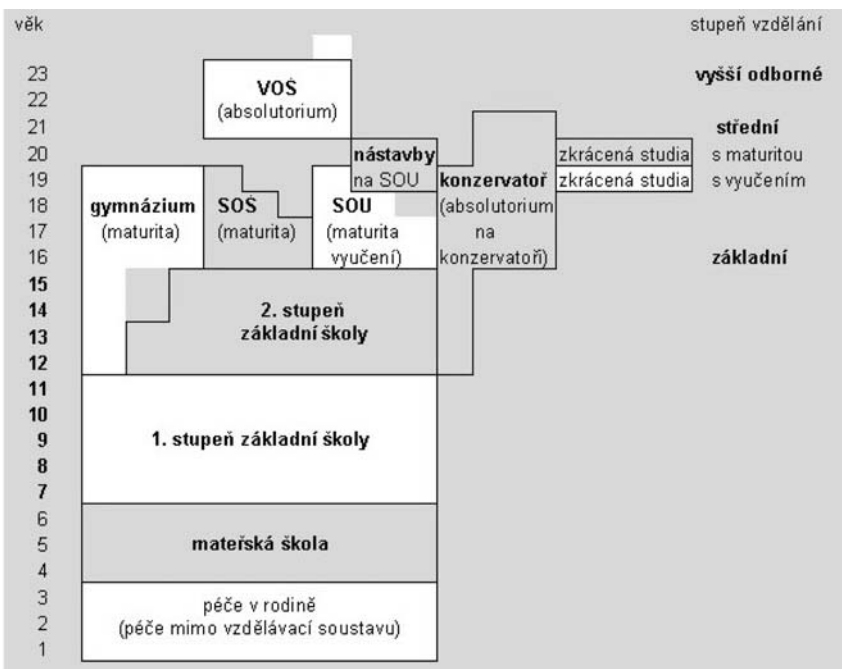 věk
stupeň vzdělání
23
vyšší odborné
VOŠ
22
(absolutorium)
21
střední
20
nástavby
zkrácená studia
s maturitou
19
na SOU
konzervatoř
zkrácená studia
s vyučením
18
gymnázium
SOŠ
SOU
(absolutorium
17
(maturita)
(maturita)
(maturita
na
16
vyučení)
konzervatoři)
základní
15
14
2. stupeň
13
základní školy
12
11
10
9
1. stupeň základní školy
8
7
6
5
mateřská škola
4
3
péče v rodině
2
(péče mimo vzdělávací soustavu)
1